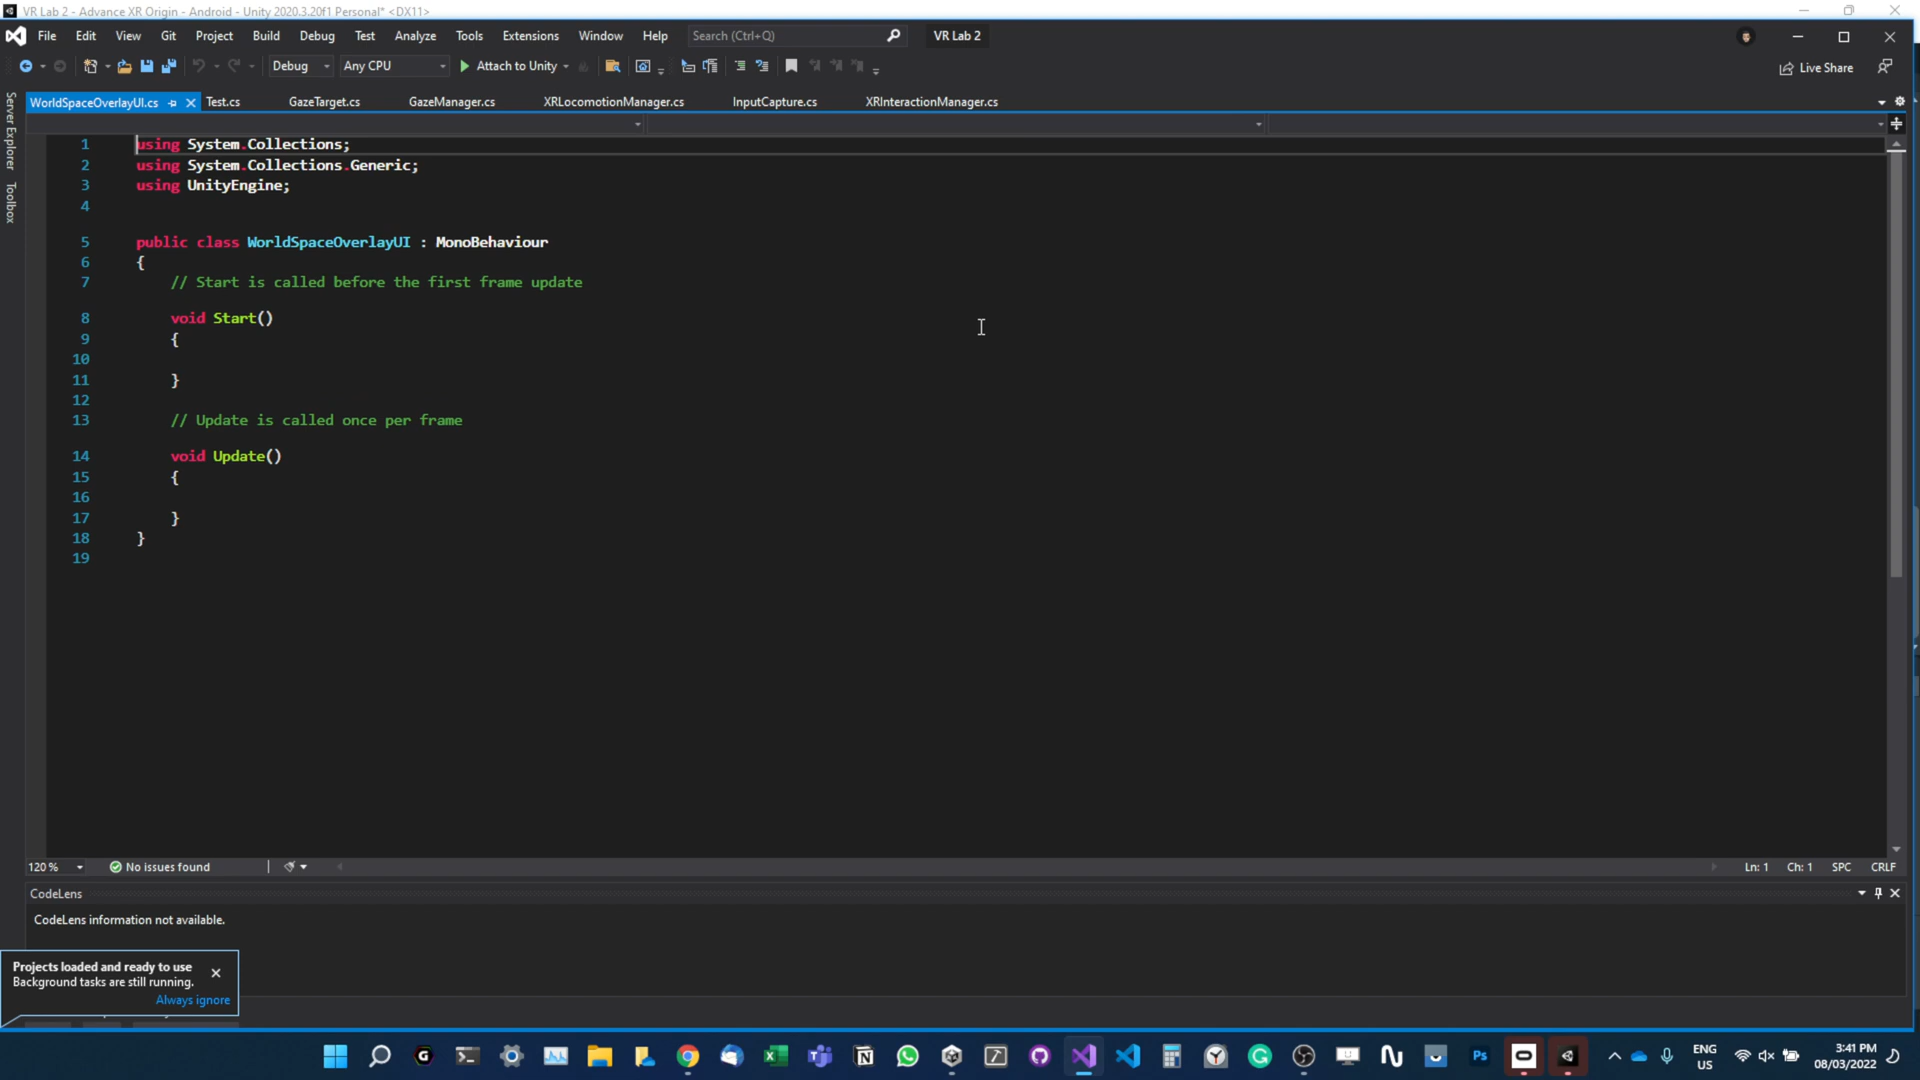 VR Lab 2 - Advance XR Origin - Android - Unity 2020.3.20f1 Personal* <DX11>
File Edit View Git Project Build Debug Test Analyze Tools Extensions Window Help Search (Ctrl+Q) VR Lab 2
Debug Any CPU Attach to Unity Live Share
WorldSpaceOverlayUI.cs Test.cs GazeTarget.cs GazeManager.cs XRLocomotionManager.cs InputCapture.cs XRInteractionManager.cs
Server Explorer
Toolbox
1 using System.Collections;
2 using System.Collections.Generic;
3 using UnityEngine;
4
5 public class WorldSpaceOverlayUI : MonoBehaviour
6 {
7 // Start is called before the first frame update
8 void Start()
9 {
10
11 }
12
13 // Update is called once per frame
14 void Update()
15 {
16
17 }
18 }
19
120 % No issues found Ln: 1 Ch: 1 SPC CRLF
CodeLens
CodeLens information not available.
Projects loaded and ready to use
Background tasks are still running.
Always ignore
Ps ENG US 3:41 PM
08/03/2022